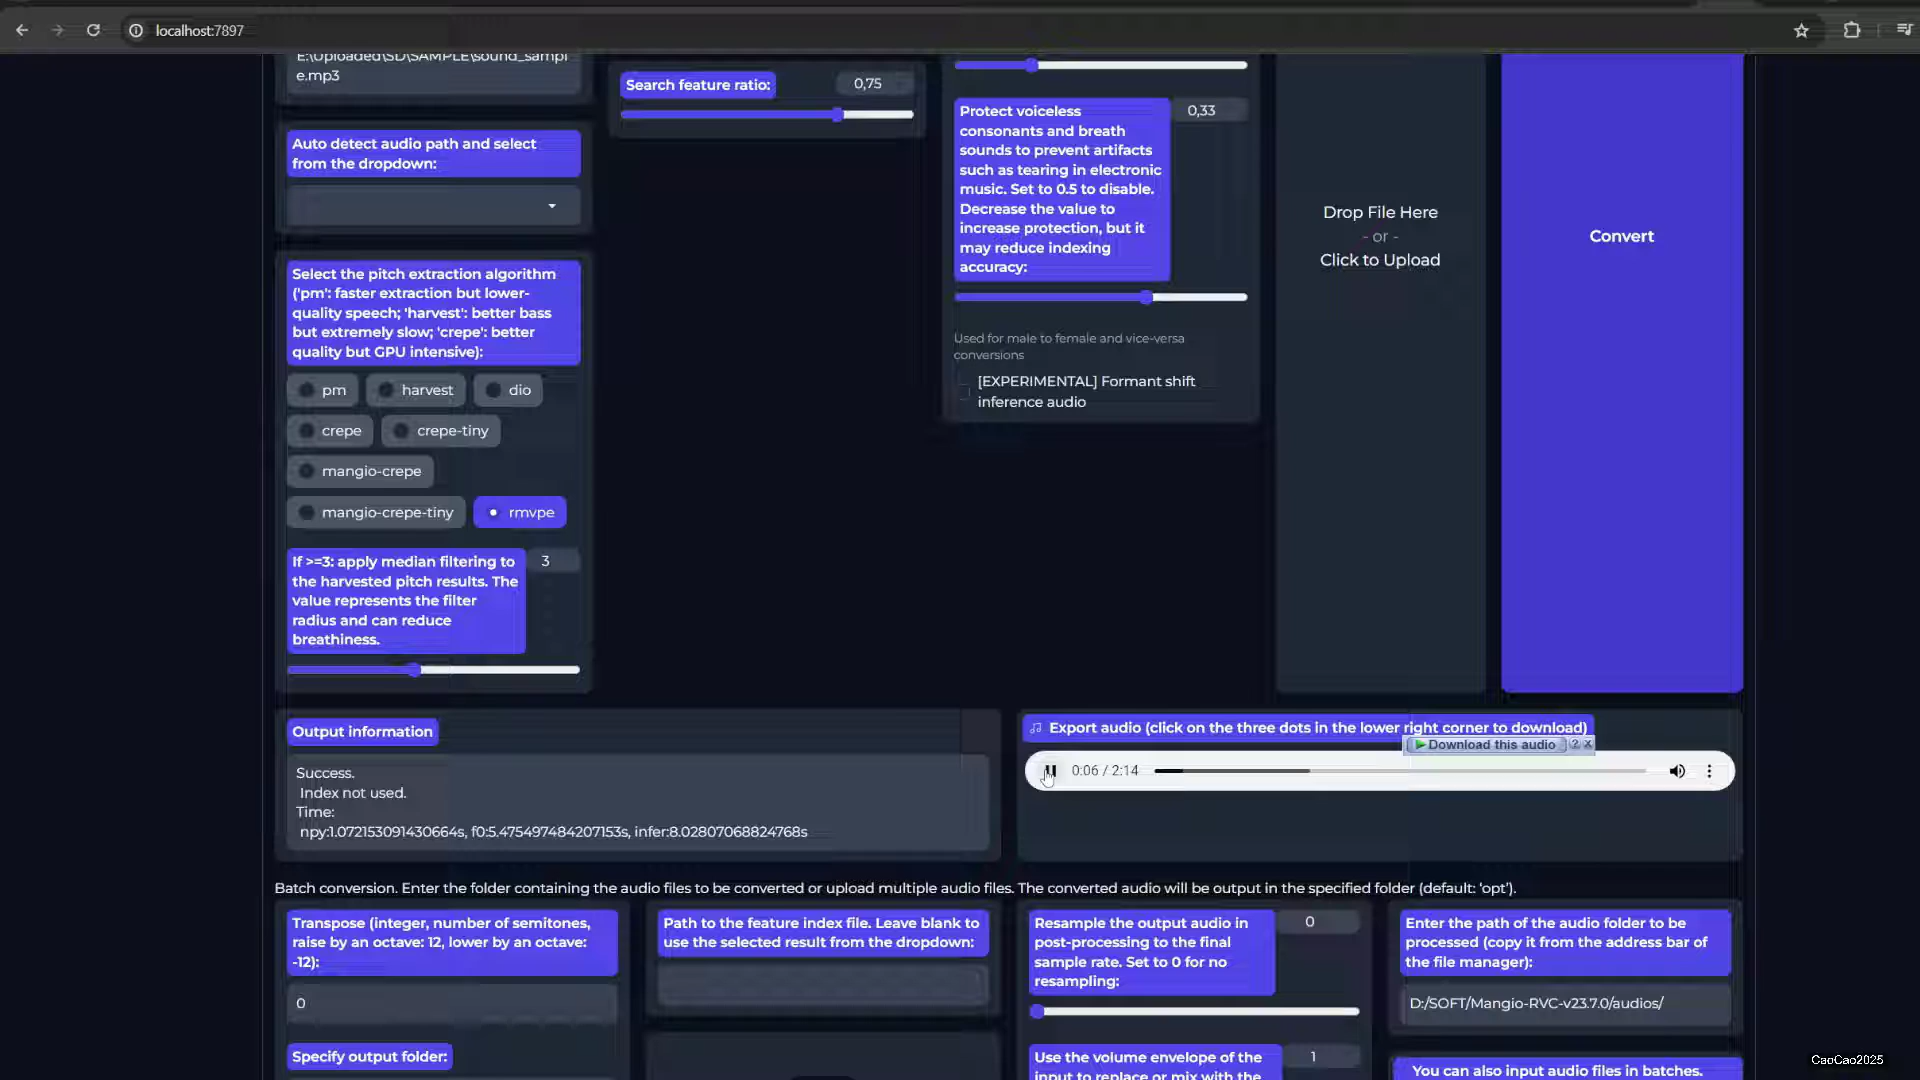 localhost:7897
E:\Uploaded\SD\SAMPLE\sound_sampl
e.mp3
Auto detect audio path and select
from the dropdown:
Select the pitch extraction algorithm
('pm': faster extraction but lower-
quality speech; 'harvest': better bass
but extremely slow; 'crepe': better
quality but GPU intensive):
pm
harvest
dio
crepe
crepe-tiny
mangio-crepe
mangio-crepe-tiny
rmvpe
If >=3: apply median filtering to
the harvested pitch results. The
value represents the filter
radius and can reduce
breathiness.
3
Search feature ratio:
0,75
Protect voiceless
consonants and breath
sounds to prevent artifacts
such as tearing in electronic
music. Set to 0.5 to disable.
Decrease the value to
increase protection, but it
may reduce indexing
accuracy:
0,33
Used for male to female and vice-versa
conversions
[EXPERIMENTAL] Formant shift
inference audio
Drop File Here
- or -
Click to Upload
Convert
Output information
Success.
Index not used.
Time:
npy:1.072153091430664s, f0:5.475497484207153s, infer:8.02807068824768s
Export audio (click on the three dots in the lower right corner to download)
Download this audio
0:06 / 2:14
Batch conversion. Enter the folder containing the audio files to be converted or upload multiple audio files. The converted audio will be output in the specified folder (default: 'opt').
Transpose (integer, number of semitones,
raise by an octave: 12, lower by an octave:
-12):
0
Specify output folder:
Path to the feature index file. Leave blank to
use the selected result from the dropdown:
Resample the output audio in
post-processing to the final
sample rate. Set to 0 for no
resampling:
0
Use the volume envelope of the
input to replace or mix with the
1
Enter the path of the audio folder to be
processed (copy it from the address bar of
the file manager):
D:/SOFT/Mangio-RVC-v23.7.0/audios/
You can also input audio files in batches.
CaoCao2025